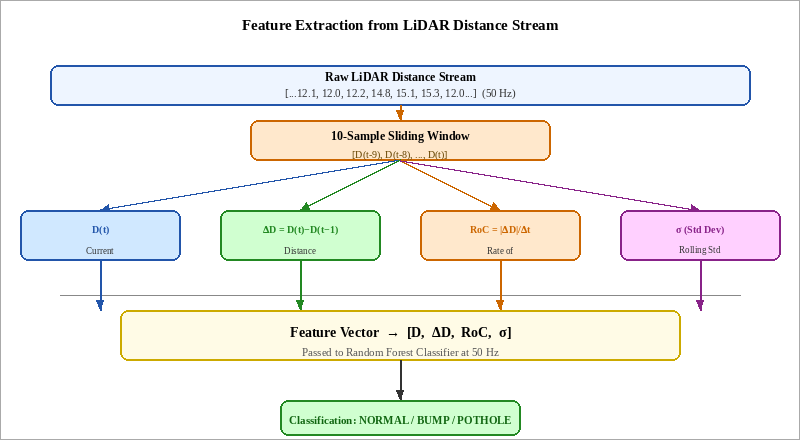 Feature Extraction from LiDAR Distance Stream
Raw LiDAR Distance Stream
[...12.1, 12.0, 12.2, 14.8, 15.1, 15.3, 12.0...]  (50 Hz)
10-Sample Sliding Window
[D(t-9), D(t-8), ..., D(t)]
D(t)
Current
ΔD = D(t)−D(t−1)
Distance
RoC = |ΔD|/Δt
Rate of
σ (Std Dev)
Rolling Std
Feature Vector → [D, ΔD, RoC, σ]
Passed to Random Forest Classifier at 50 Hz
Classification: NORMAL / BUMP / POTHOLE